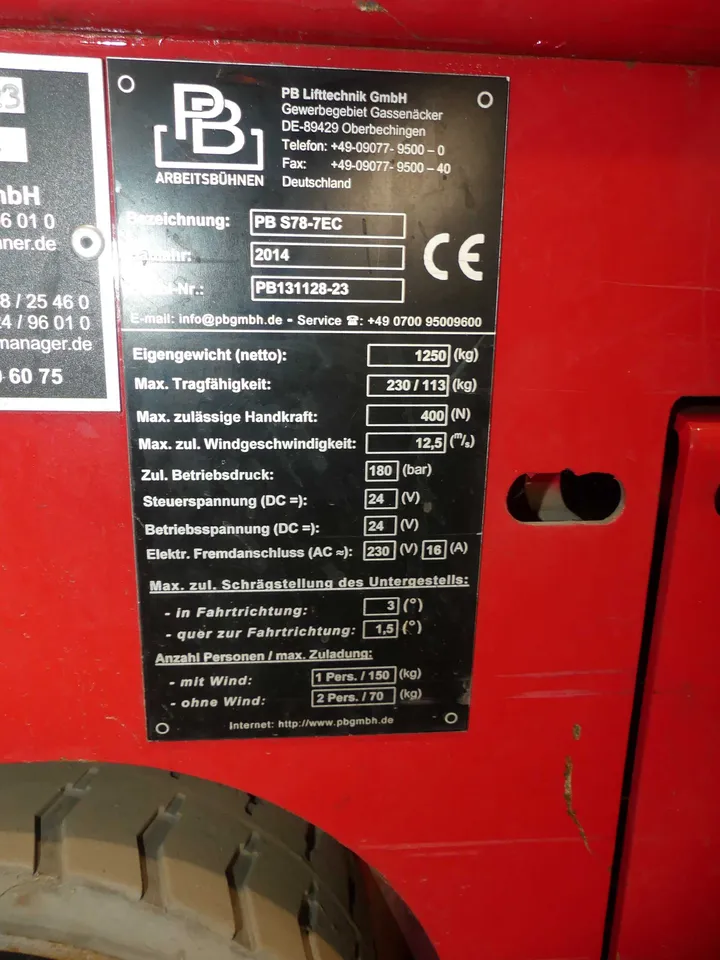 23
mbH
6 01 0
ner.de
8 / 25 46 0
24 / 96 01 0
manager.de
6 60 75
PB
ARBEITSBÜHNEN
PB Lifttechnik GmbH
Gewerbegebiet Gassenäcker
DE-89429 Oberbechingen
Telefon: +49-09077- 9500 – 0
Fax: +49-09077- 9500 – 40
Deutschland
Bezeichnung: PB S78-7EC
2014
Nr.: PB131128-23
CE
E-mail: info@pbgmbh.de - Service ☎: +49 0700 95009600
Eigengewicht (netto): 1250 (kg)
Max. Tragfähigkeit: 230 / 113 (kg)
Max. zulässige Handkraft: 400 (N)
Max. zul. Windgeschwindigkeit: 12,5 (m/s)
Zul. Betriebsdruck: 180 (bar)
Steuerspannung (DC =): 24 (V)
Betriebsspannung (DC =): 24 (V)
Elektr. Fremdanschluss (AC ≈): 230 (V) 16 (A)
Max. zul. Schrägstellung des Untergestells:
- in Fahrtrichtung: 3 (°)
- quer zur Fahrtrichtung: 1,5 (°)
Anzahl Personen / max. Zuladung:
- mit Wind: 1 Pers. / 150 (kg)
- ohne Wind: 2 Pers. / 70 (kg)
Internet: http://www.pbgmbh.de